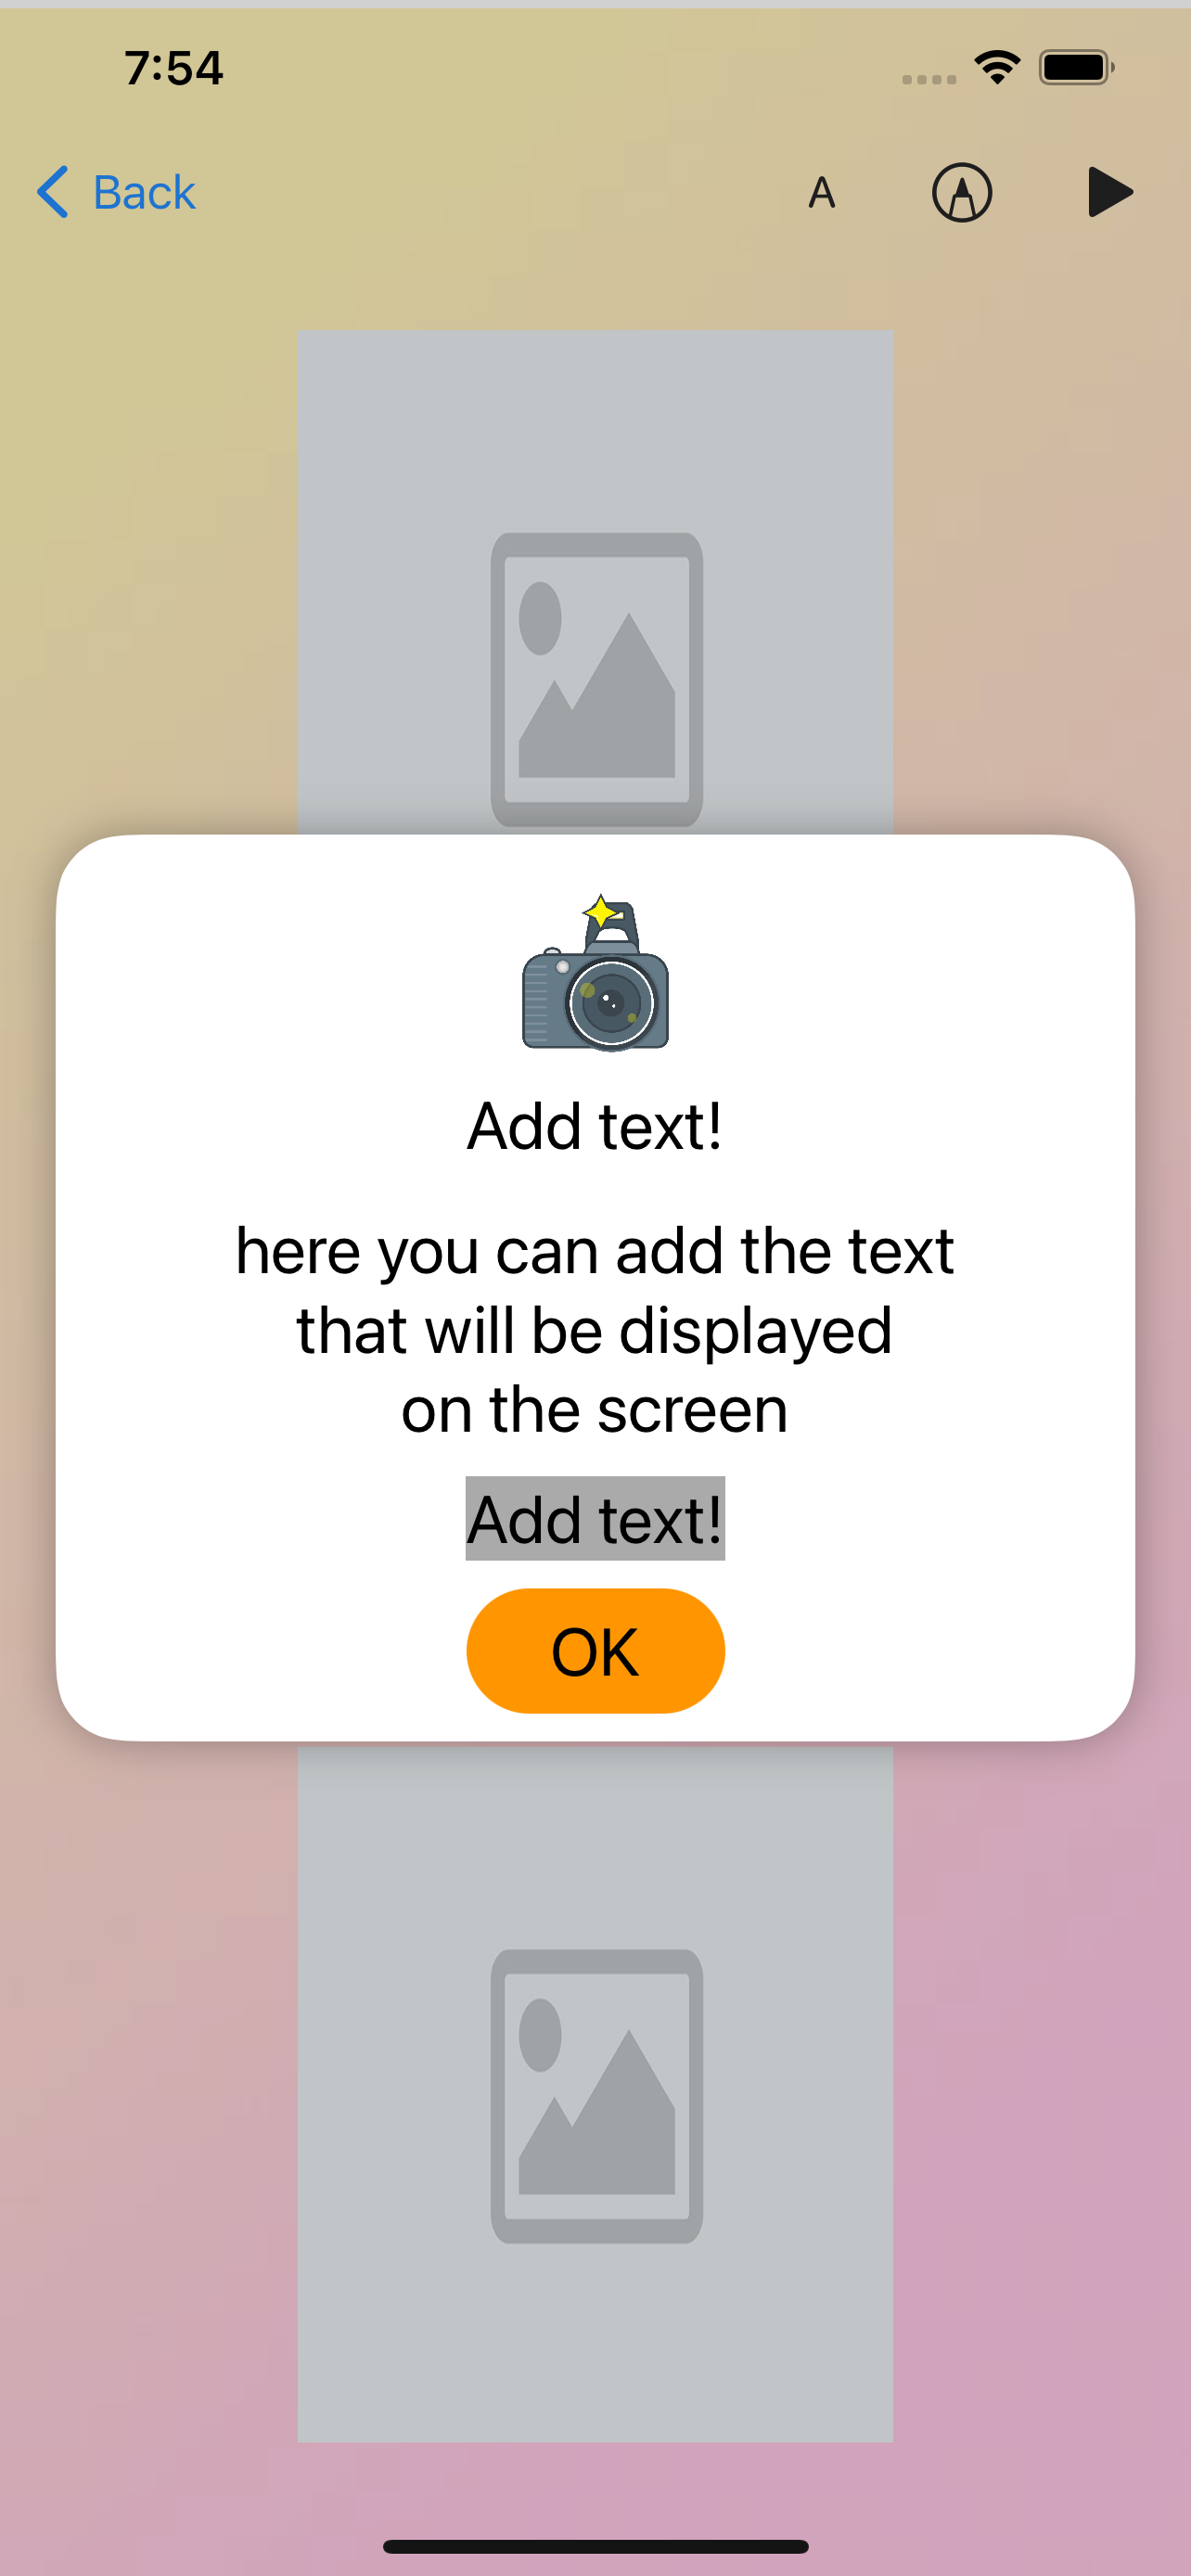 7:54
Back
A
Add text!
here you can add the text
that will be displayed
on the screen
Add text!
OK